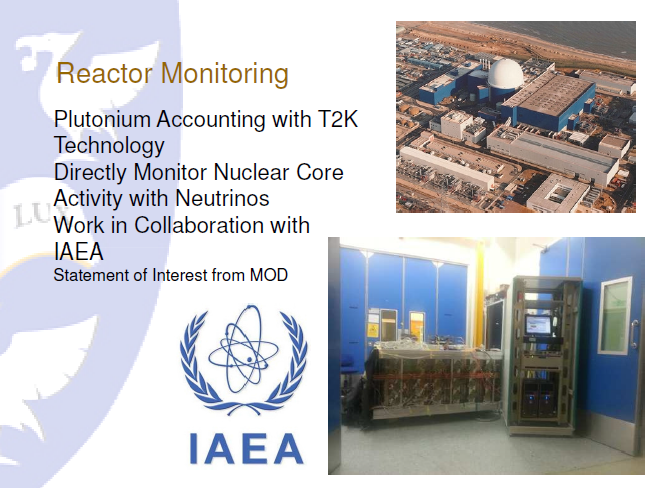 Reactor Monitoring
Plutonium Accounting with T2K
Technology
Directly Monitor Nuclear Core
Activity with Neutrinos
Work in Collaboration with
IAEA
Statement of Interest from MOD
LUX
IAEA